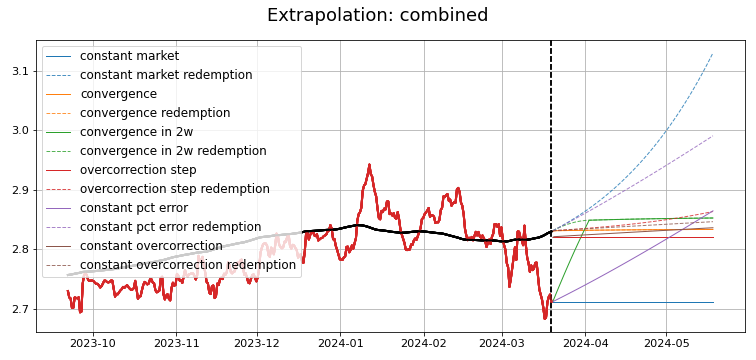 Extrapolation: combined
constant market
constant market redemption
convergence
convergence redemption
convergence in 2w
convergence in 2w redemption
overcorrection step
overcorrection step redemption
constant pct error
constant pct error redemption
constant overcorrection
constant overcorrection redemption
3.1
3.0
2.9
2.8
2.7
2023-10 2023-11 2023-12 2024-01 2024-02 2024-03 2024-04 2024-05